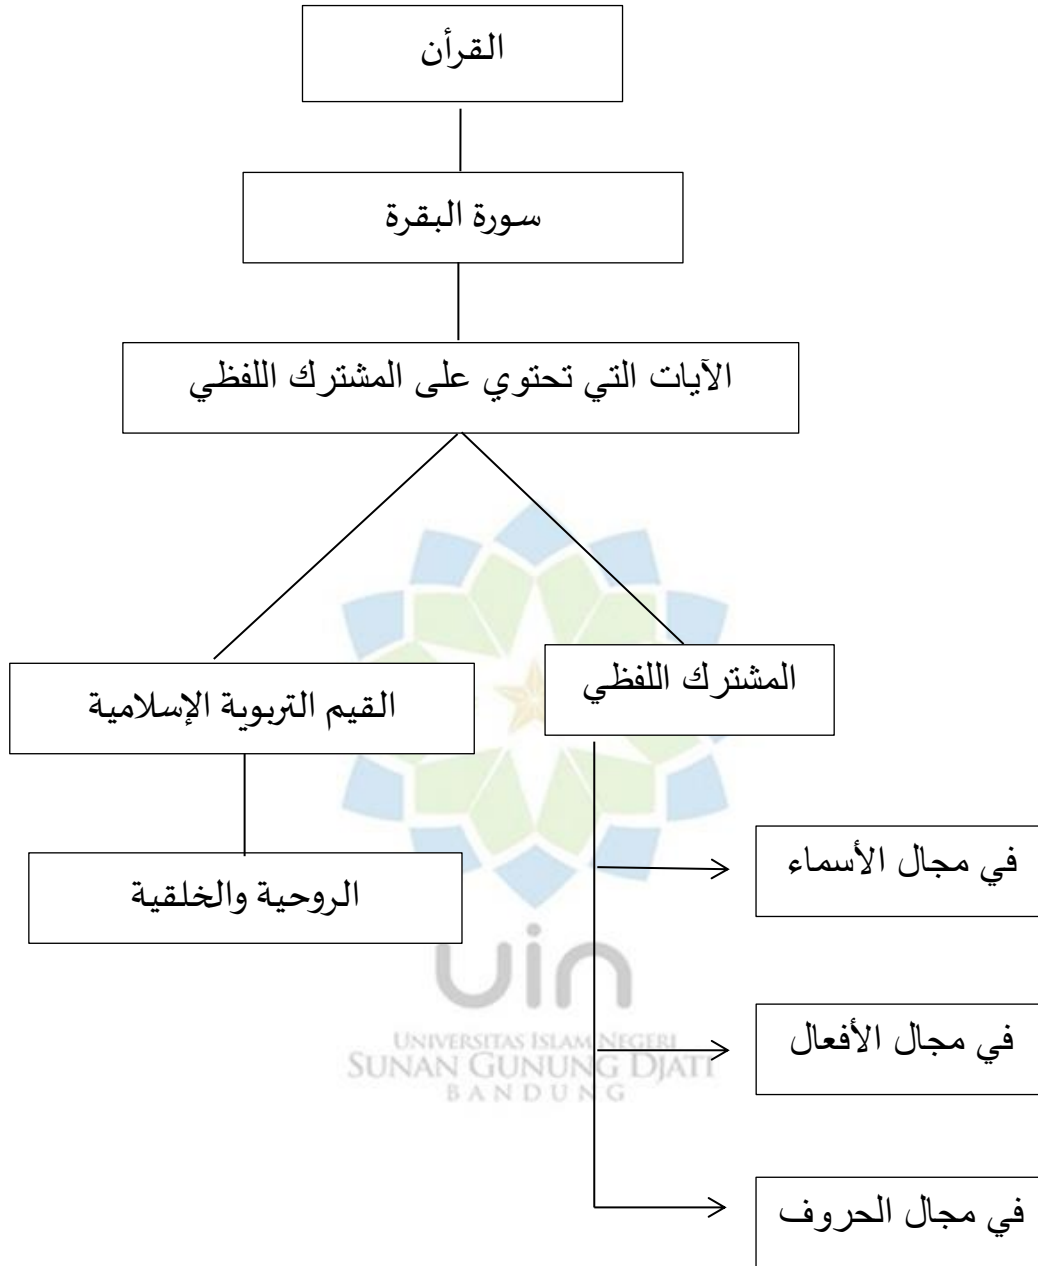 القرأن
سورة البقرة
الآيات التي تحتوي على المشترك اللفظي
المشترك اللفظي
القيم التربوية الإسلامية
في مجال الأسماء
الروحية والخلقية
uin
UNIVERSITAS ISLAM NEGERI
SUNAN GUNUNG DJATI
BANDUNG
في مجال الأفعال
في مجال الحروف